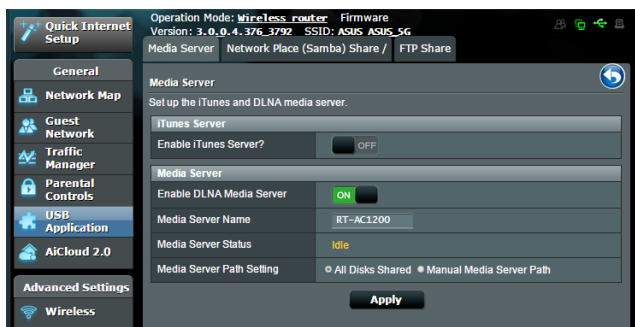 Quick Internet
Setup
Operation Mode: Wireless router Firmware
Version: 3.0.0.4.376_3792 SSID: ASUS ASUS_5G
Media Server
Network Place (Samba) Share /
FTP Share
General
Network Map
Guest
Network
Traffic
Manager
Parental
Controls
USB
Application
AiCloud 2.0
Advanced Settings
Wireless
Media Server
Set up the iTunes and DLNA media server.
iTunes Server
Enable iTunes Server? OFF
Media Server
Enable DLNA Media Server ON
Media Server Name RT-AC1200
Media Server Status Idle
Media Server Path Setting All Disks Shared Manual Media Server Path
Apply